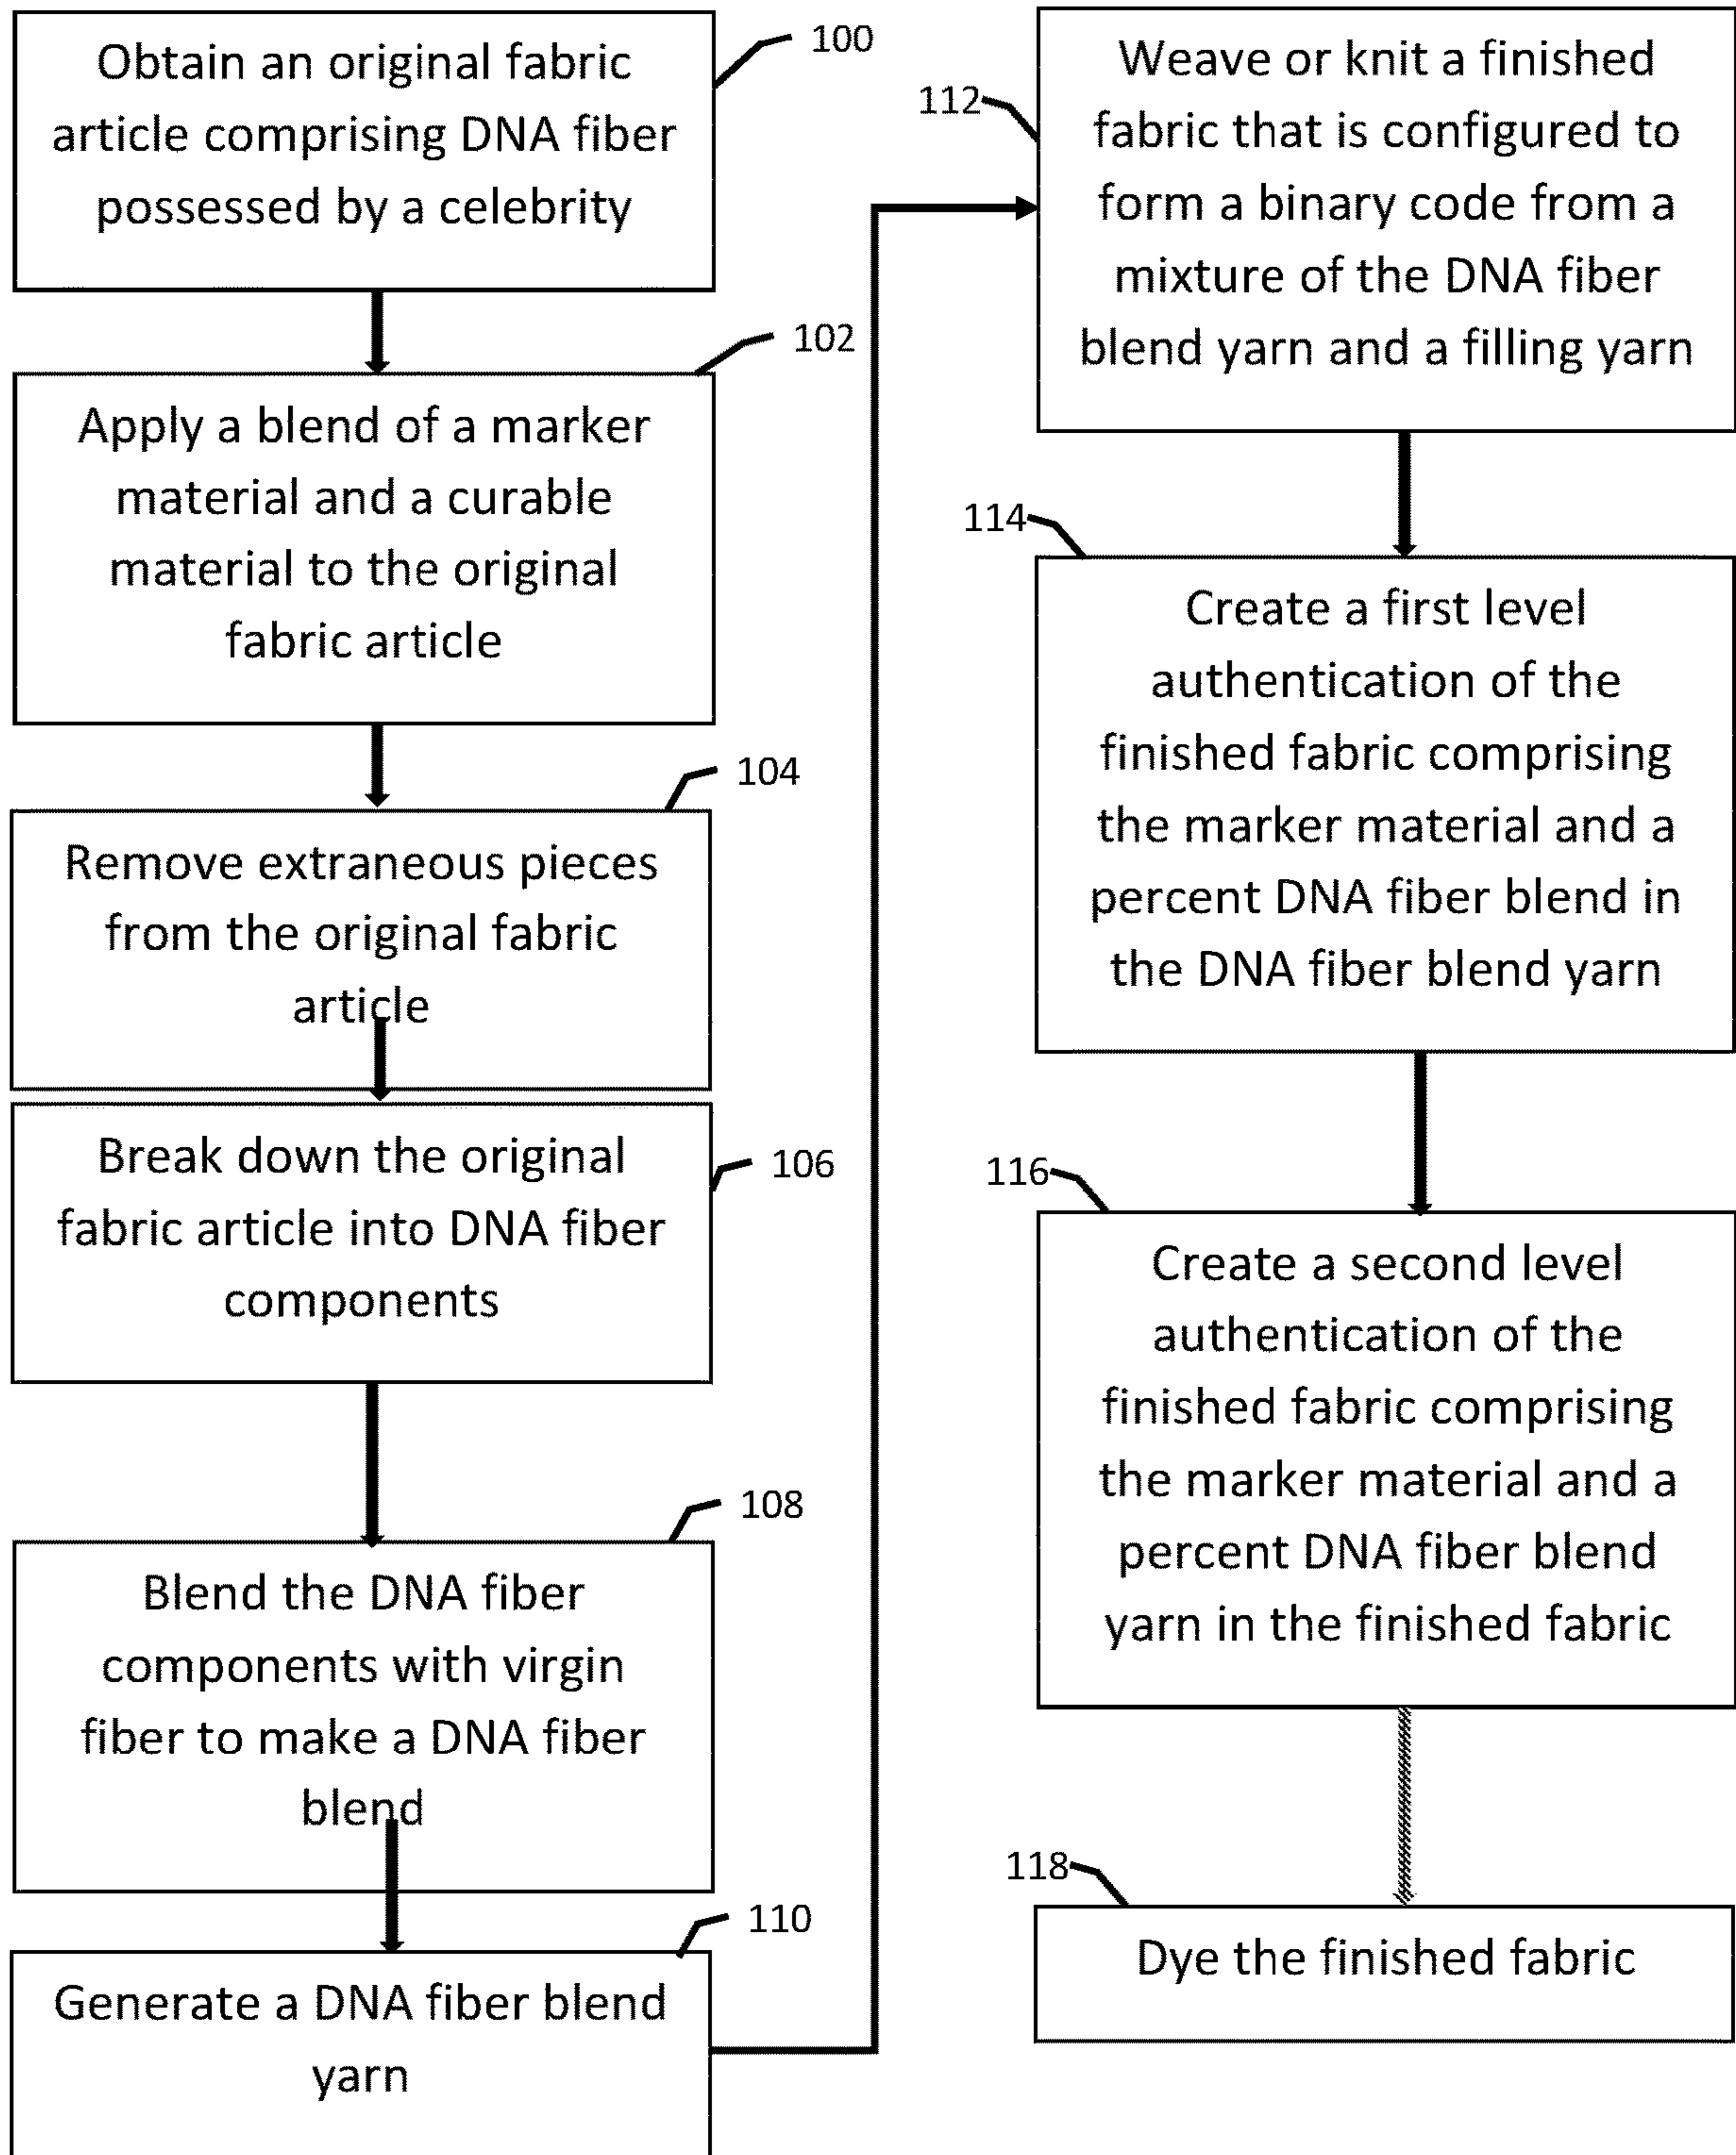 Obtain an original fabric
article comprising DNA fiber
possessed by a celebrity
100
102
Apply a blend of a marker
material and a curable
material to the original
fabric article
104
Remove extraneous pieces
from the original fabric
article
Break down the original
fabric article into DNA fiber
components
106
108
Blend the DNA fiber
components with virgin
fiber to make a DNA fiber
blend
110
Generate a DNA fiber blend
yarn
112
Weave or knit a finished
fabric that is configured to
form a binary code from a
mixture of the DNA fiber
blend yarn and a filling yarn
114
Create a first level
authentication of the
finished fabric comprising
the marker material and a
percent DNA fiber blend in
the DNA fiber blend yarn
116
Create a second level
authentication of the
finished fabric comprising
the marker material and a
percent DNA fiber blend
yarn in the finished fabric
118
Dye the finished fabric